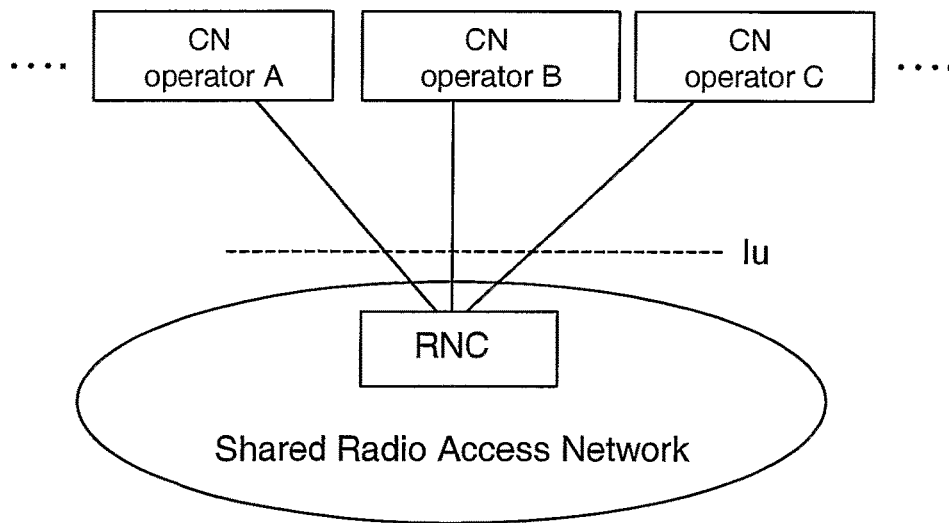 CN
operator A
CN
operator B
CN
operator C
Iu
RNC
Shared Radio Access Network